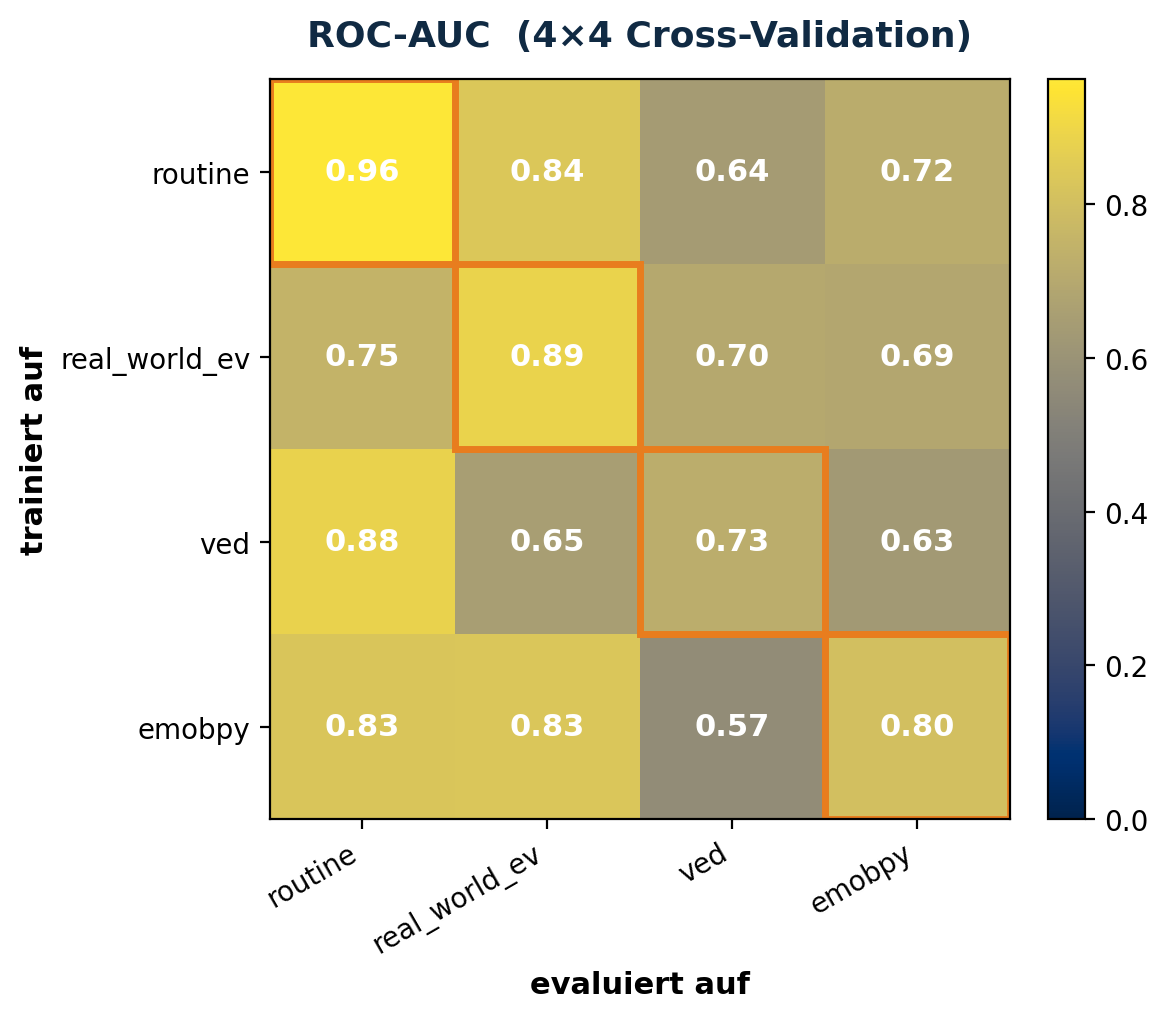 ROC-AUC (4×4 Cross-Validation)
trainiert auf
routine
0.96 0.84 0.64 0.72
real_world_ev
0.75 0.89 0.70 0.69
ved
0.88 0.65 0.73 0.63
emobpy
0.83 0.83 0.57 0.80
routine
real_world_ev
ved
emobpy
evaluiert auf
0.8
0.6
0.4
0.2
0.0